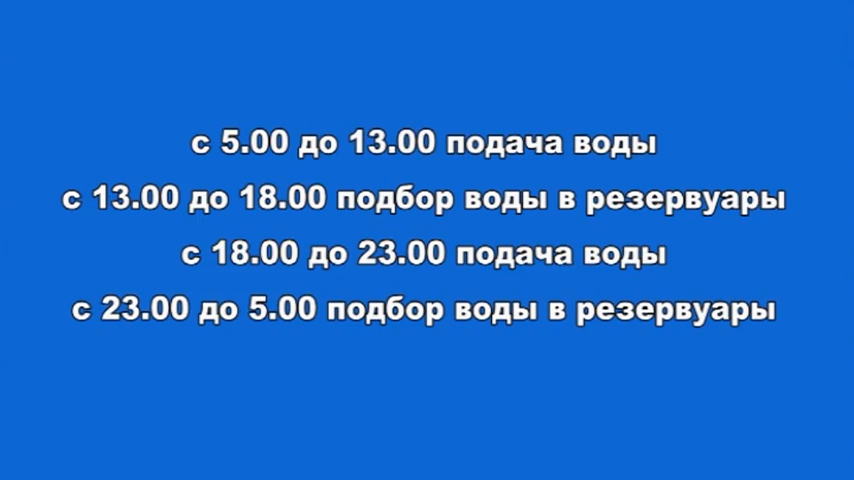 с 5.00 до 13.00 подача воды
с 13.00 до 18.00 подбор воды в резервуары
с 18.00 до 23.00 подача воды
с 23.00 до 5.00 подбор воды в резервуары